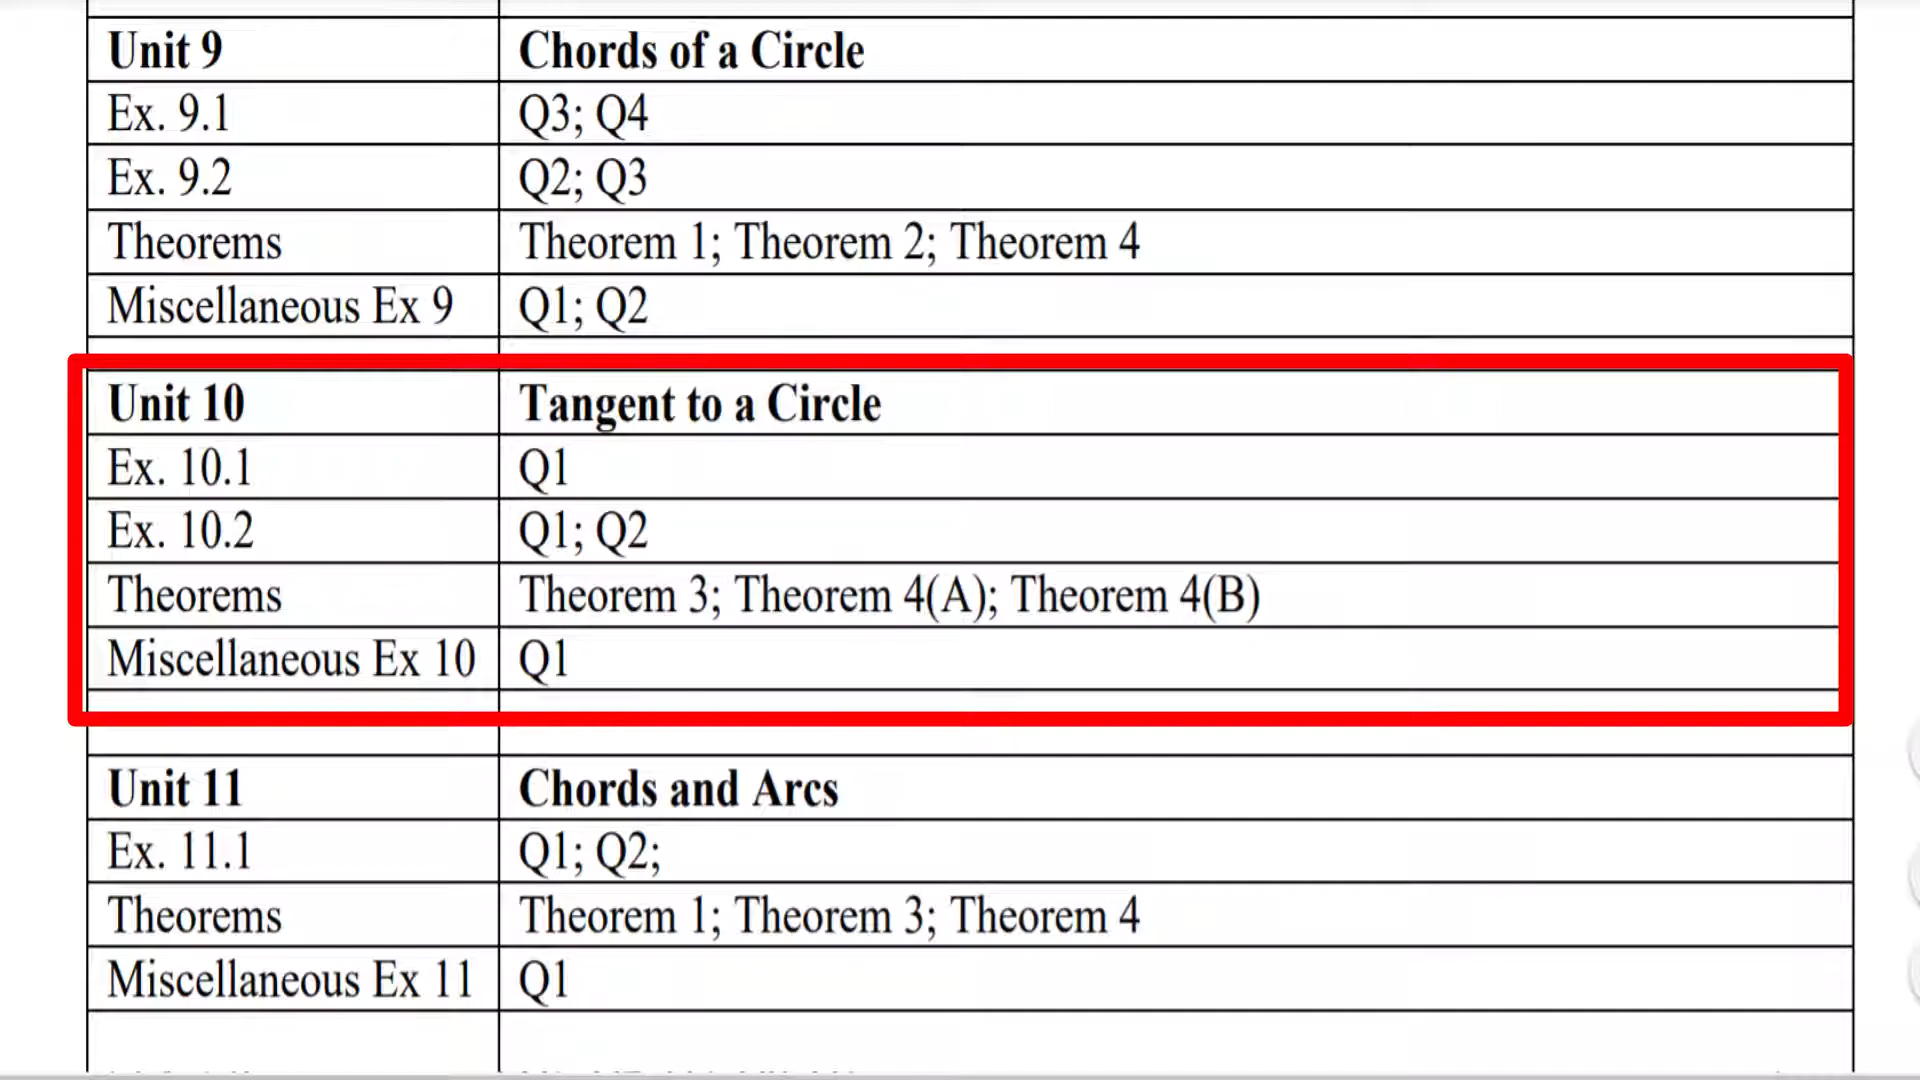 Unit 9 Chords of a Circle
Ex. 9.1 Q3; Q4
Ex. 9.2 Q2; Q3
Theorems Theorem 1; Theorem 2; Theorem 4
Miscellaneous Ex 9 Q1; Q2
Unit 10 Tangent to a Circle
Ex. 10.1 Q1
Ex. 10.2 Q1; Q2
Theorems Theorem 3; Theorem 4(A); Theorem 4(B)
Miscellaneous Ex 10 Q1
Unit 11 Chords and Arcs
Ex. 11.1 Q1; Q2;
Theorems Theorem 1; Theorem 3; Theorem 4
Miscellaneous Ex 11 Q1